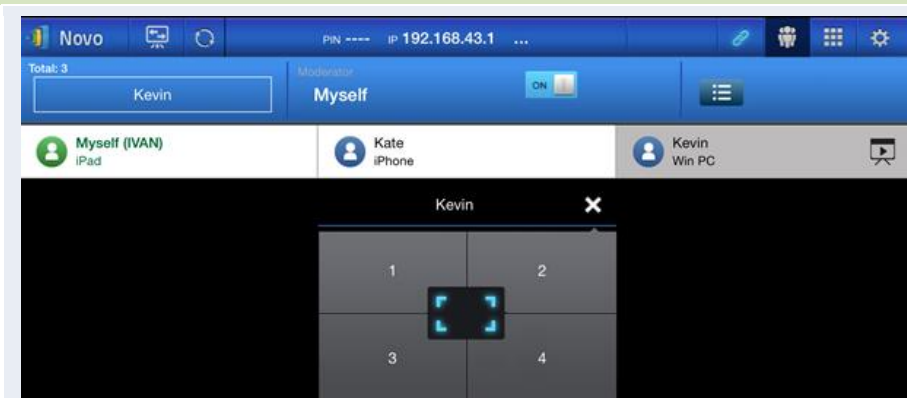 Novo PIN ---- IP 192.168.43.1 ...
Total: 3
Kevin
Moderator
Myself
ON
Myself (IVAN)
iPad
Kate
iPhone
Kevin
Win PC
Kevin
1 2
3 4